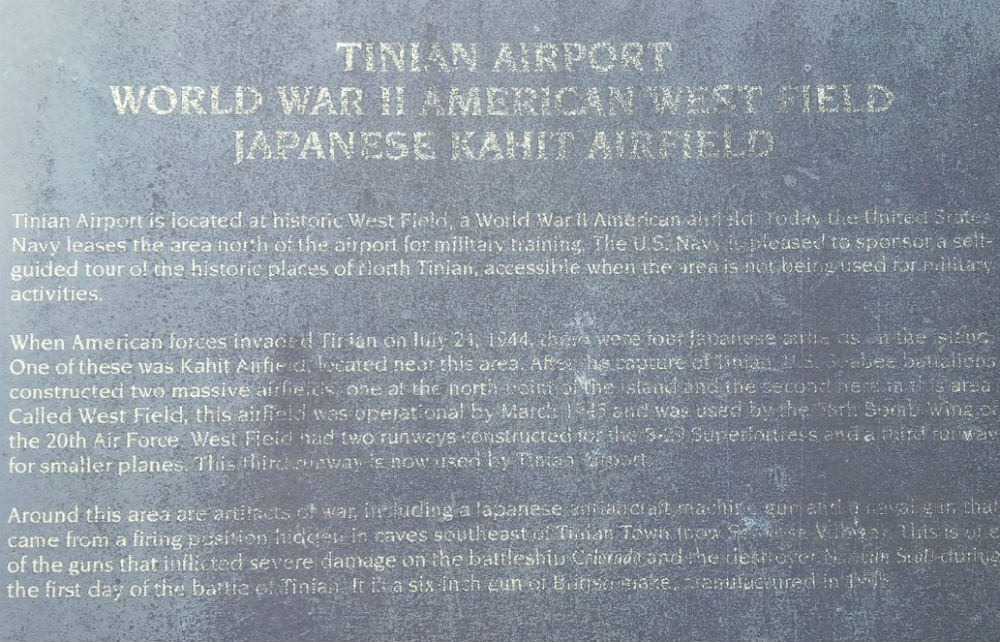 TINIAN AIRPORT
WORLD WAR II AMERICAN WEST FIELD
JAPANESE KAHIT AIRFIELD
Tinian Airport is located at historic West Field, a World War II American airfield. Today the United States
Navy leases the area north of the airport for military training. The U.S. Navy is pleased to sponsor a self-
guided tour of the historic places of North Tinian, accessible when the area is not being used for military
activities.
When American forces invaded Tinian on July 24, 1944, there were four Japanese airfields on the island.
One of these was Kahit Airfield, located near this area. After the capture of Tinian, battalions
constructed two massive airfields, one at the north point of the island and the second here in this area.
Called West Field, this airfield was operational by March 1945 and was used by the Bomb Wing of
the 20th Air Force. West Field had two runways constructed for the B-29 Superfortress and a third runway
for smaller planes. This third runway is now used by Tinian Airport.
Around this area are artifacts of war, including a Japanese antiaircraft machine gun and a naval gun that
came from a firing position hidden in caves southeast of Tinian Town (now San Jose Village). This is one
of the guns that inflicted severe damage on the battleship Colorado and the destroyer Norman Scott during
the first day of the battle of Tinian. It is a six-inch gun of British make, manufactured in